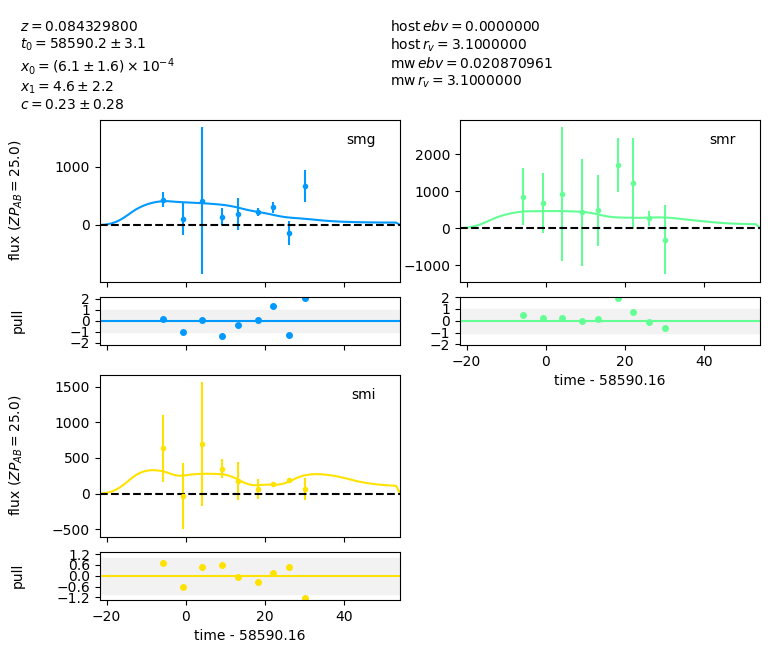 z = 0.084329800
t₀ = 58590.2 ± 3.1
x₀ = (6.1 ± 1.6) × 10⁻⁴
x₁ = 4.6 ± 2.2
c = 0.23 ± 0.28
host ebv = 0.0000000
host r_v = 3.1000000
mw ebv = 0.020870961
mw r_v = 3.1000000
smg
flux (ZP_AB = 25.0)
1000
0
smr
2000
1000
0
−1000
pull
2
1
0
−1
−2
2
1
0
−1
−2
−20 0 20 40
time - 58590.16
smi
flux (ZP_AB = 25.0)
1500
1000
500
0
−500
pull
1.2
0.6
0.0
−0.6
−1.2
−20 0 20 40
time - 58590.16